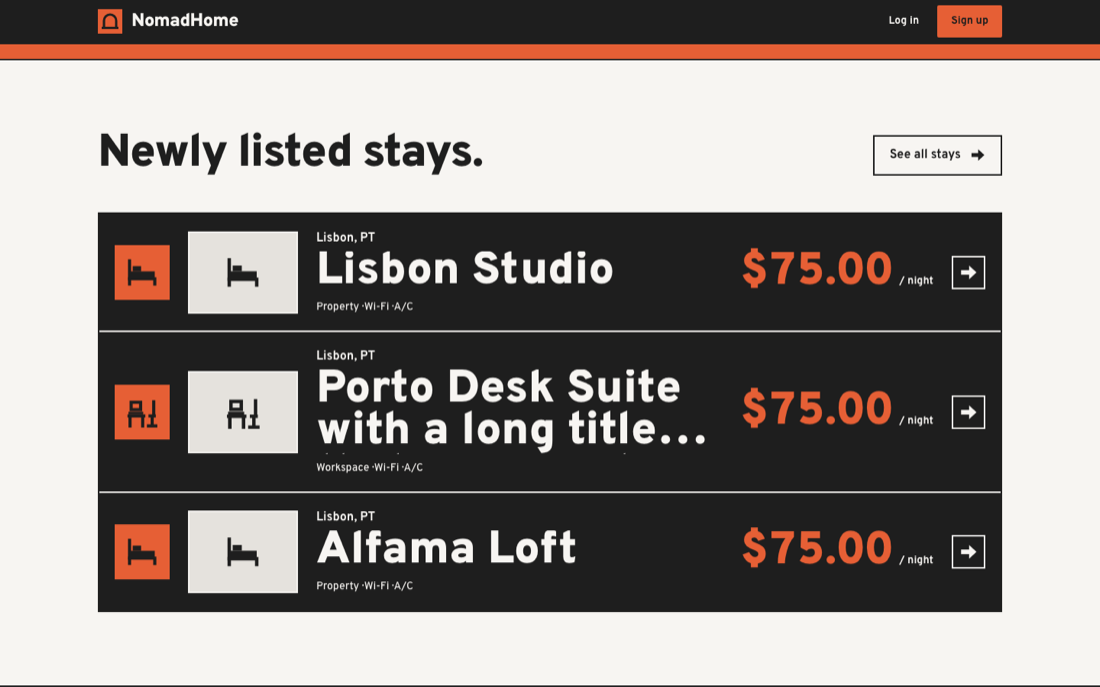 NomadHome
Log in
Sign up
Newly listed stays.
See all stays
Lisbon, PT
Lisbon Studio
Property ·Wi-Fi ·A/C
$75.00 / night
Lisbon, PT
Porto Desk Suite
with a long title...
Workspace ·Wi-Fi ·A/C
$75.00 / night
Lisbon, PT
Alfama Loft
Property ·Wi-Fi ·A/C
$75.00 / night